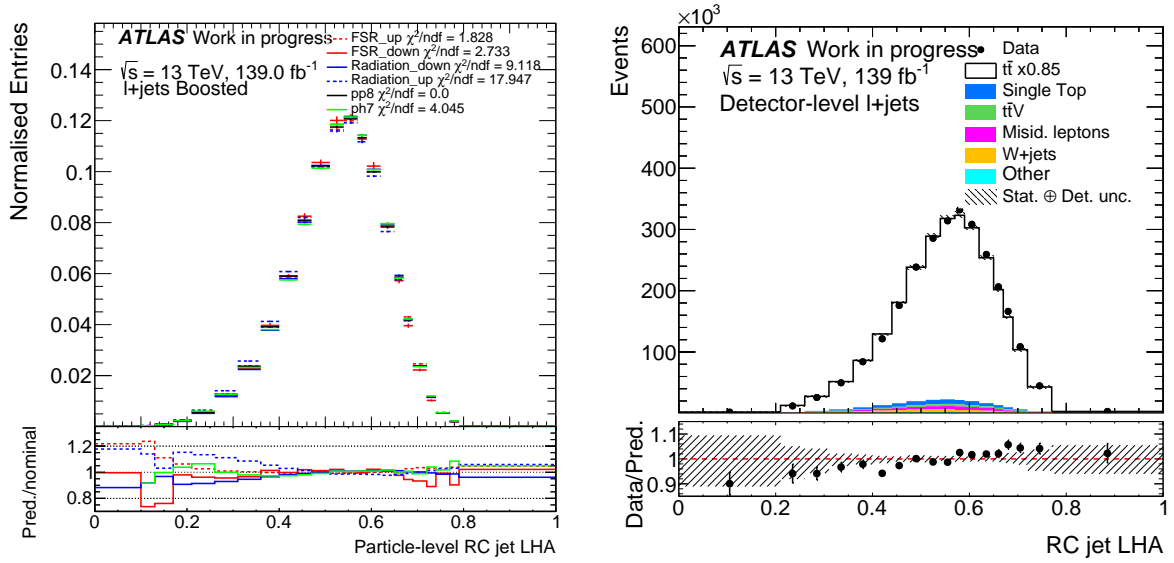 ATLAS Work in progress
√s = 13 TeV, 139.0 fb⁻¹
l+jets Boosted
FSR_up χ²/ndf = 1.828
FSR_down χ²/ndf = 2.733
Radiation_down χ²/ndf = 9.118
Radiation_up χ²/ndf = 17.947
pp8 χ²/ndf = 0.0
ph7 χ²/ndf = 4.045
Normalised Entries
0.14
0.12
0.1
0.08
0.06
0.04
0.02
Pred./nominal
1.2
1
0.8
0 0.2 0.4 0.6 0.8 1
Particle-level RC jet LHA
×10³
ATLAS Work in progress
√s = 13 TeV, 139 fb⁻¹
Detector-level l+jets
Data
tt̄ x0.85
Single Top
tt̄V
Misid. leptons
W+jets
Other
Stat. ⊕ Det. unc.
Events
600
500
400
300
200
100
Data/Pred.
1.1
1
0.9
0 0.2 0.4 0.6 0.8 1
RC jet LHA